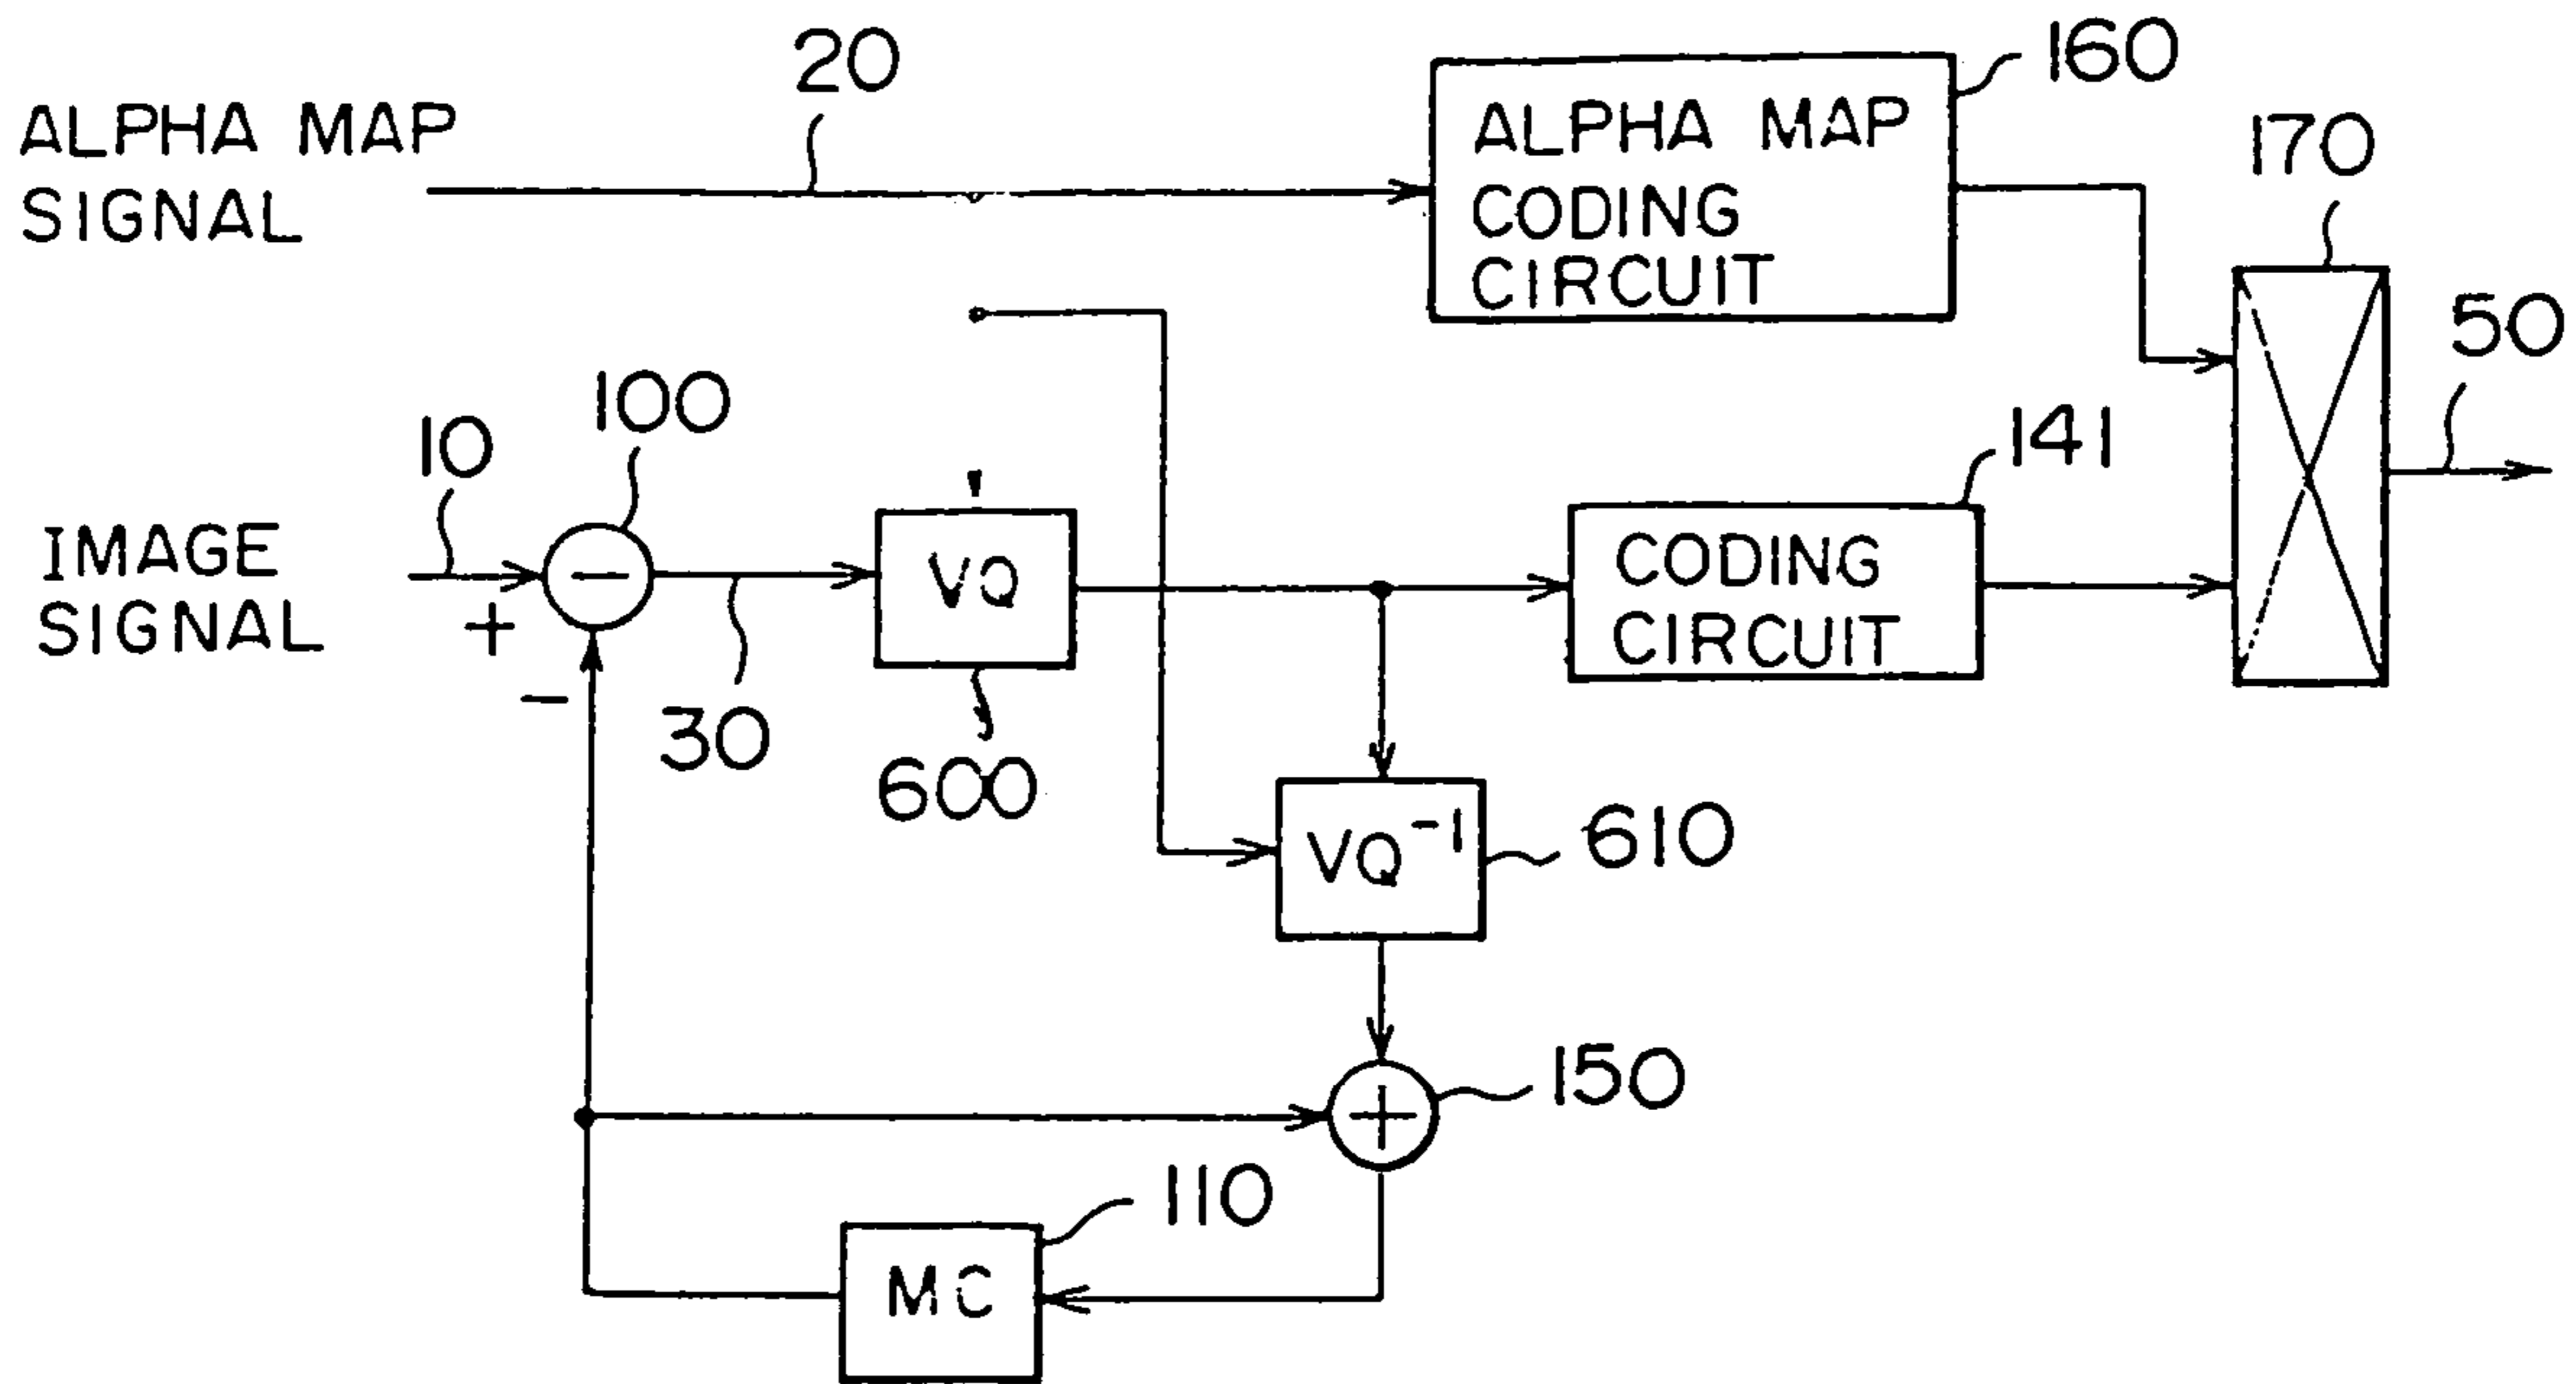 20
160
ALPHA MAP
SIGNAL
ALPHA MAP
CODING
CIRCUIT
170
50
10
100
141
IMAGE
SIGNAL
+
-
-
VQ
CODING
CIRCUIT
30
600
VQ-1
610
+
150
110
MC